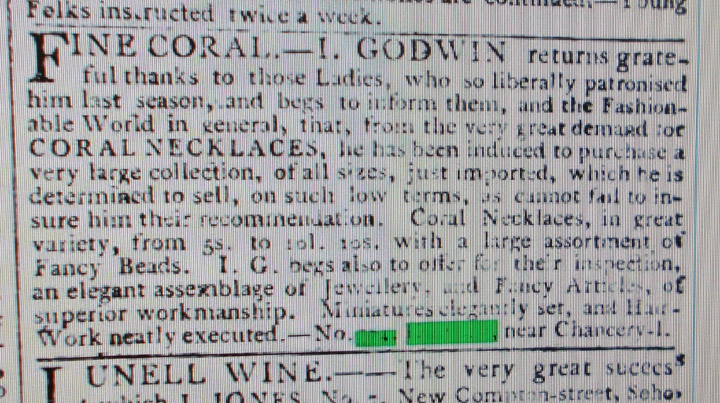 Folks instructed twice a week.
FINE CORAL.—I. GODWIN returns grate-
ful thanks to those Ladies, who so liberally patronised
him last season, and begs to inform them, and the Fashion-
able World in general, that, from the very great demand for
CORAL NECKLACES, he has been induced to purchase a
very large collection, of all sizes, just imported, which he is
determined to sell, on such low terms, as cannot fail to in-
sure him their recommendation. Coral Necklaces, in great
variety, from 5s. to 10l. 10s. with a large assortment of
Fancy Beads. I. G. begs also to offer for their inspection,
an elegant assemblage of Jewellery, and Fancy Articles, of
superior workmanship. Miniatures elegantly set, and Hair-
Work neatly executed.—No. near Chancery-l.
LUNELL WINE.——The very great success
which I. JONES, No. New Compton-street, Soho,